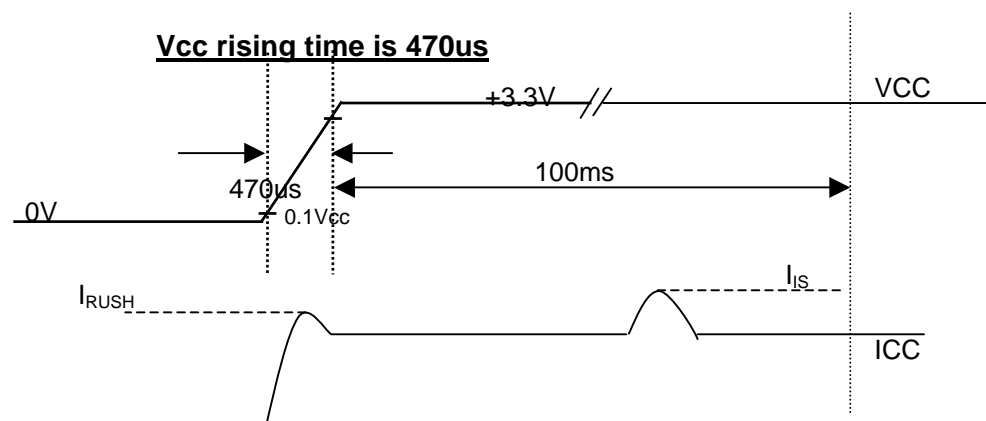 Vcc rising time is 470us
+3.3V
VCC
100ms
470us
0V
0.1Vcc
IRUSH
IIS
ICC